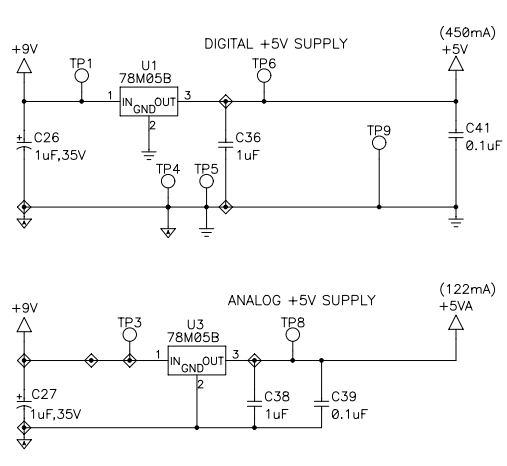 (450mA)
DIGITAL +5V SUPPLY
+9V
+5V
TP1
U1
78M05B
TP6
1
IN
OUT
3
GND
2
C26
1uF,35V
+
C36
1uF
TP9
C41
0.1uF
TP4
TP5
A
A
ANALOG +5V SUPPLY
(122mA)
+9V
+5VA
TP3
U3
78M05B
TP8
1
IN
OUT
3
GND
2
+
C27
1uF,35V
C38
1uF
C39
0.1uF
A